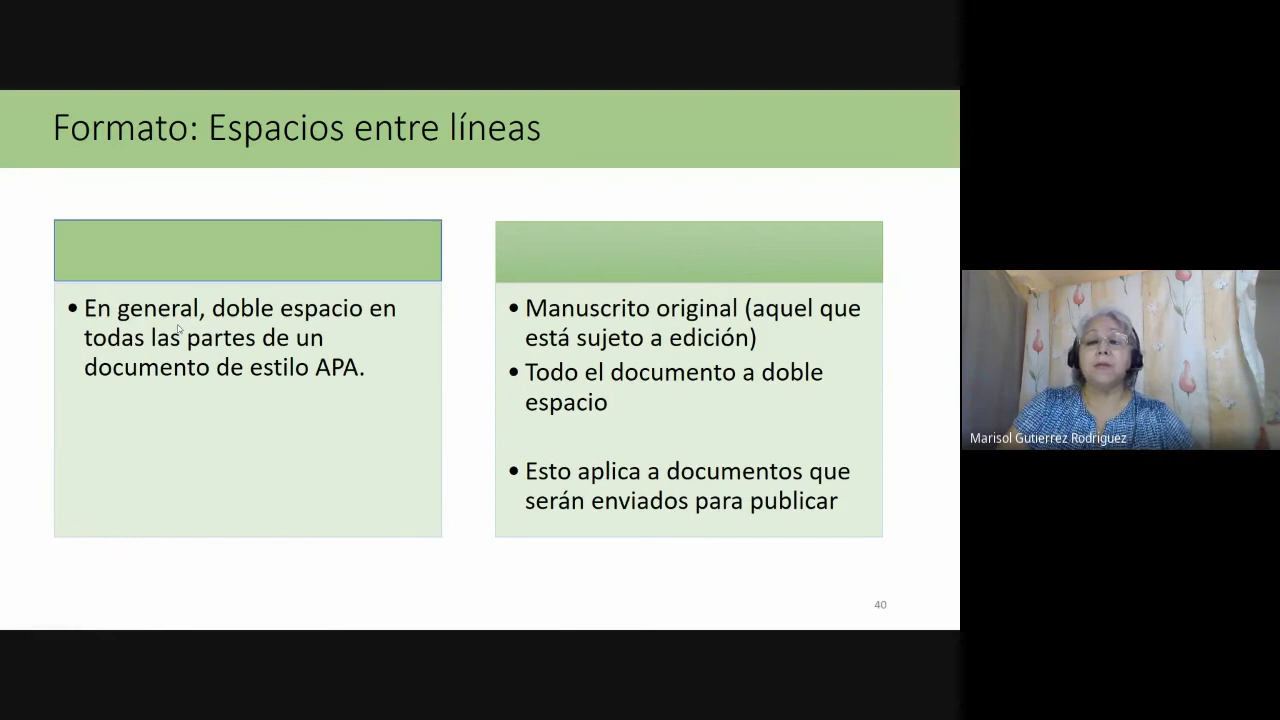 Formato: Espacios entre líneas
• En general, doble espacio en
todas las partes de un
documento de estilo APA.
• Manuscrito original (aquel que
está sujeto a edición)
• Todo el documento a doble
espacio
• Esto aplica a documentos que
serán enviados para publicar
40
Marisol Gutierrez Rodriguez